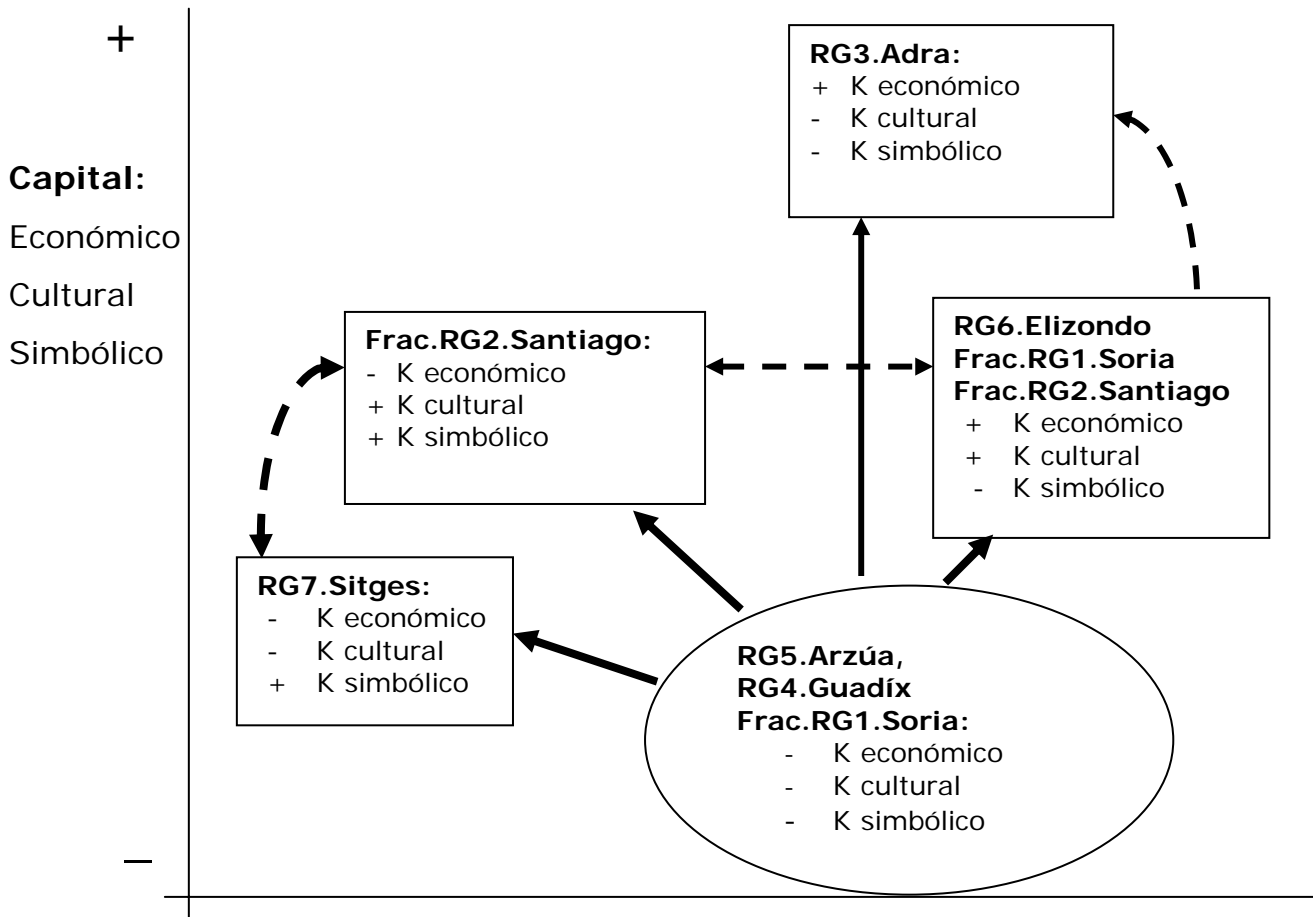 +
Capital:
Económico
Cultural
Simbólico
–
RG3.Adra:
+ K económico
- K cultural
- K simbólico
Frac.RG2.Santiago:
- K económico
+ K cultural
+ K simbólico
RG6.Elizondo
Frac.RG1.Soria
Frac.RG2.Santiago
+ K económico
+ K cultural
- K simbólico
RG7.Sitges:
- K económico
- K cultural
+ K simbólico
RG5.Arzúa,
RG4.Guadíx
Frac.RG1.Soria:
- K económico
- K cultural
- K simbólico